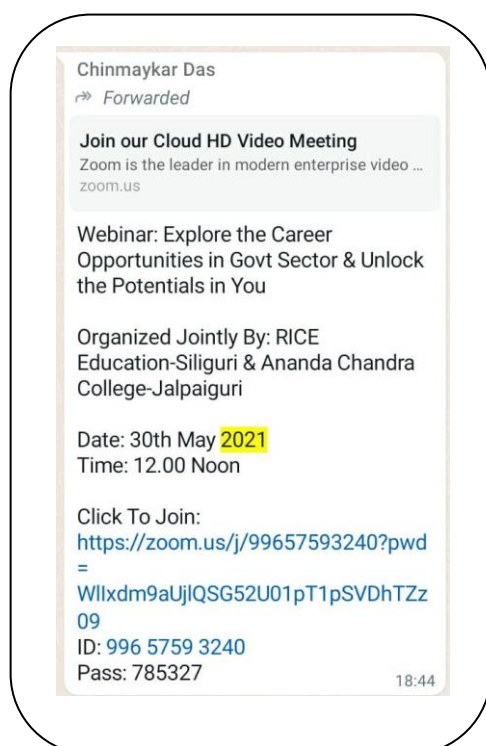 Chinmaykar Das
Forwarded
Join our Cloud HD Video Meeting
Zoom is the leader in modern enterprise video ...
zoom.us
Webinar: Explore the Career
Opportunities in Govt Sector & Unlock
the Potentials in You
Organized Jointly By: RICE
Education-Siliguri & Ananda Chandra
College-Jalpaiguri
Date: 30th May 2021
Time: 12.00 Noon
Click To Join:
https://zoom.us/j/99657593240?pwd
=
WlIxdm9aUjlQSG52U01pT1pSVDhTZz
09
ID: 996 5759 3240
Pass: 785327
18:44